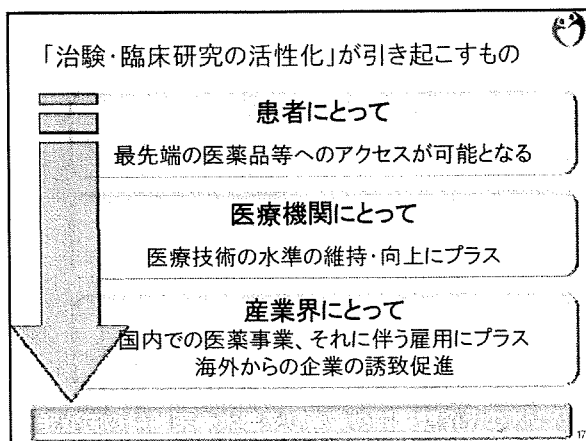 「治験・臨床研究の活性化」が引き起こすもの
患者にとって
最先端の医薬品等へのアクセスが可能となる
医療機関にとって
医療技術の水準の維持・向上にプラス
産業界にとって
国内での医薬事業、それに伴う雇用にプラス
海外からの企業の誘致促進
17